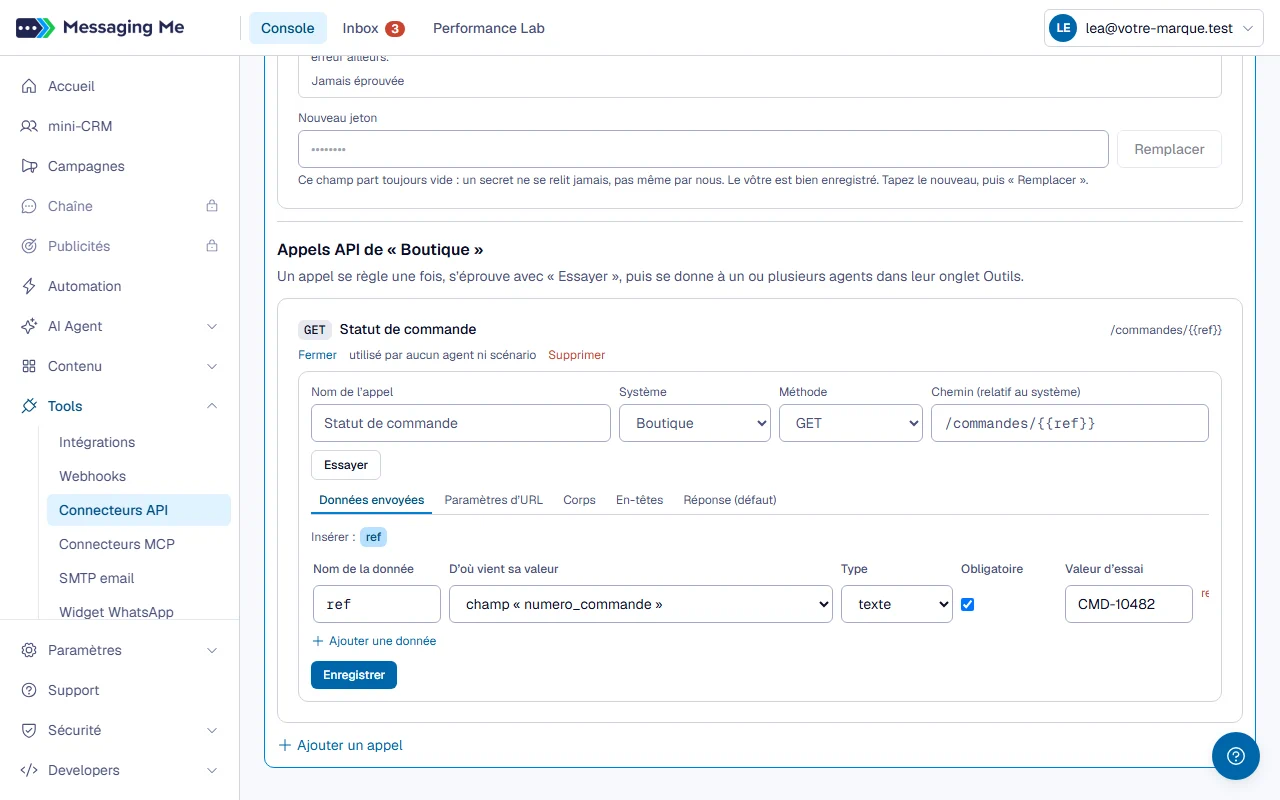 Messaging Me
Console
Inbox 3
Performance Lab
LE lea@votre-marque.test
Accueil
mini-CRM
Campagnes
Chaîne
Publicités
Automation
AI Agent
Contenu
Tools
Intégrations
Webhooks
Connecteurs API
Connecteurs MCP
SMTP email
Widget WhatsApp
Paramètres
Support
Sécurité
Developers
erreur ailleurs.
Jamais éprouvée
Nouveau jeton
••••••••
Remplacer
Ce champ part toujours vide : un secret ne se relit jamais, pas même par nous. Le vôtre est bien enregistré. Tapez le nouveau, puis « Remplacer ».
Appels API de « Boutique »
Un appel se règle une fois, s'éprouve avec « Essayer », puis se donne à un ou plusieurs agents dans leur onglet Outils.
GET Statut de commande /commandes/{{ref}}
Fermer utilisé par aucun agent ni scénario Supprimer
Nom de l'appel Système Méthode Chemin (relatif au système)
Statut de commande Boutique GET /commandes/{{ref}}
Essayer
Données envoyées Paramètres d'URL Corps En-têtes Réponse (défaut)
Insérer : ref
Nom de la donnée D'où vient sa valeur Type Obligatoire Valeur d'essai
ref champ « numero_commande » texte CMD-10482
+ Ajouter une donnée
Enregistrer
+ Ajouter un appel